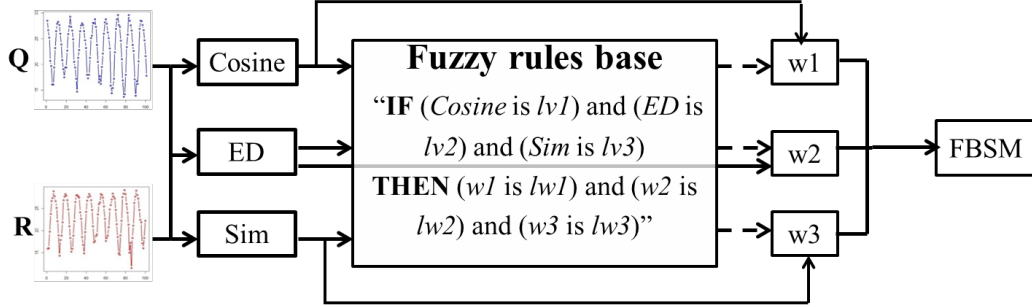 Q
R
Cosine
ED
Sim
Fuzzy rules base
“IF (Cosine is lv1) and (ED is
lv2) and (Sim is lv3)
THEN (w1 is lw1) and (w2 is
lw2) and (w3 is lw3)”
w1
w2
w3
FBSM